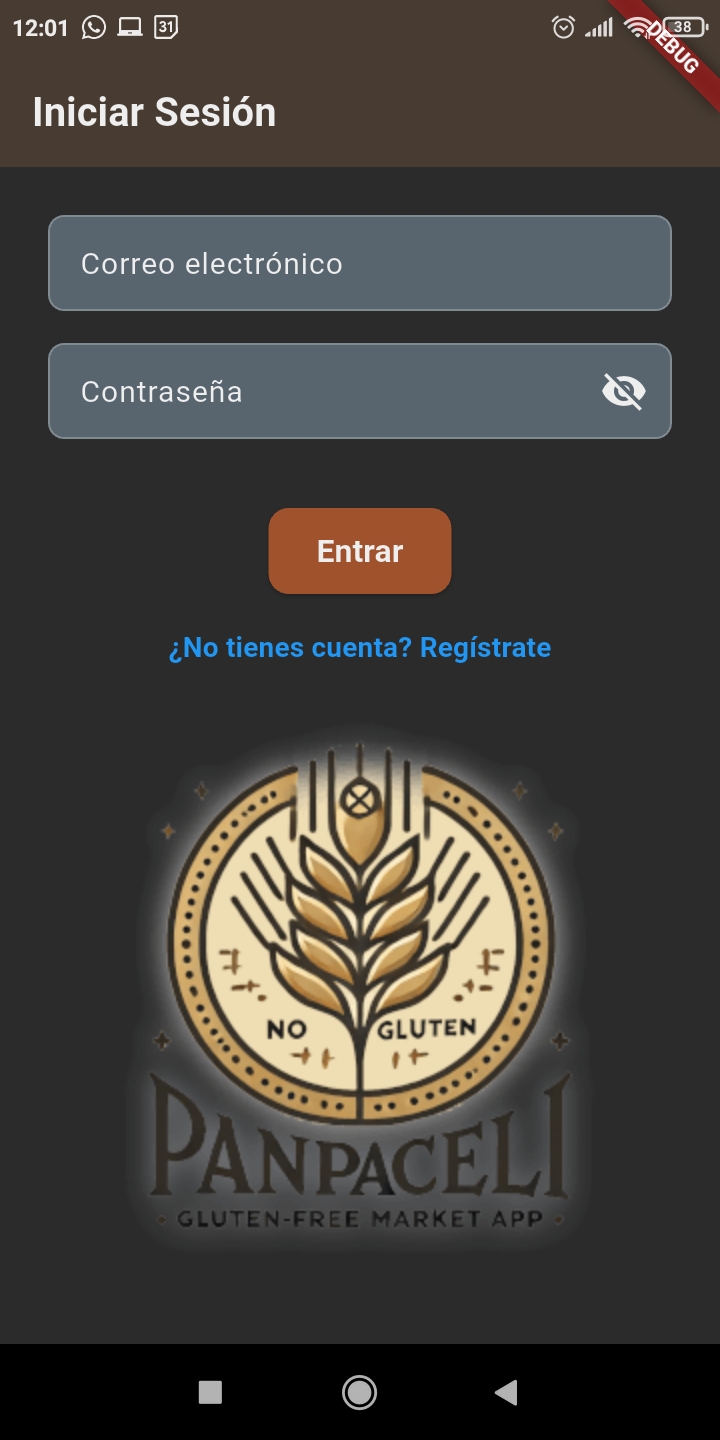 12:01
31
38
DEBUG
Iniciar Sesión
Correo electrónico
Contraseña
Entrar
¿No tienes cuenta? Regístrate
NO GLUTEN
PANPACELI
· GLUTEN-FREE MARKET APP ·